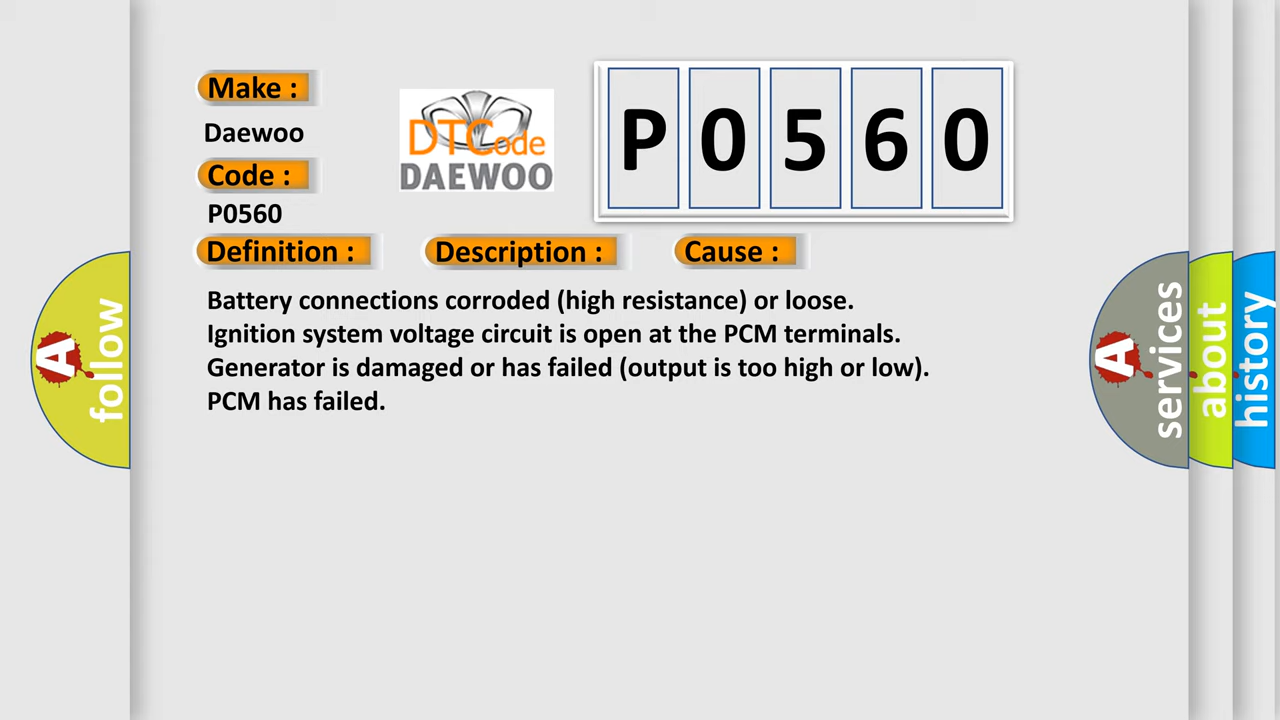 Make :
Daewoo
Code :
P0560
DTCode
DAEWOO
P0560
Definition :
Description :
Cause :
Battery connections corroded (high resistance) or loose.
Ignition system voltage circuit is open at the PCM terminals.
Generator is damaged or has failed (output is too high or low).
PCM has failed.
A follow
A services
about
history